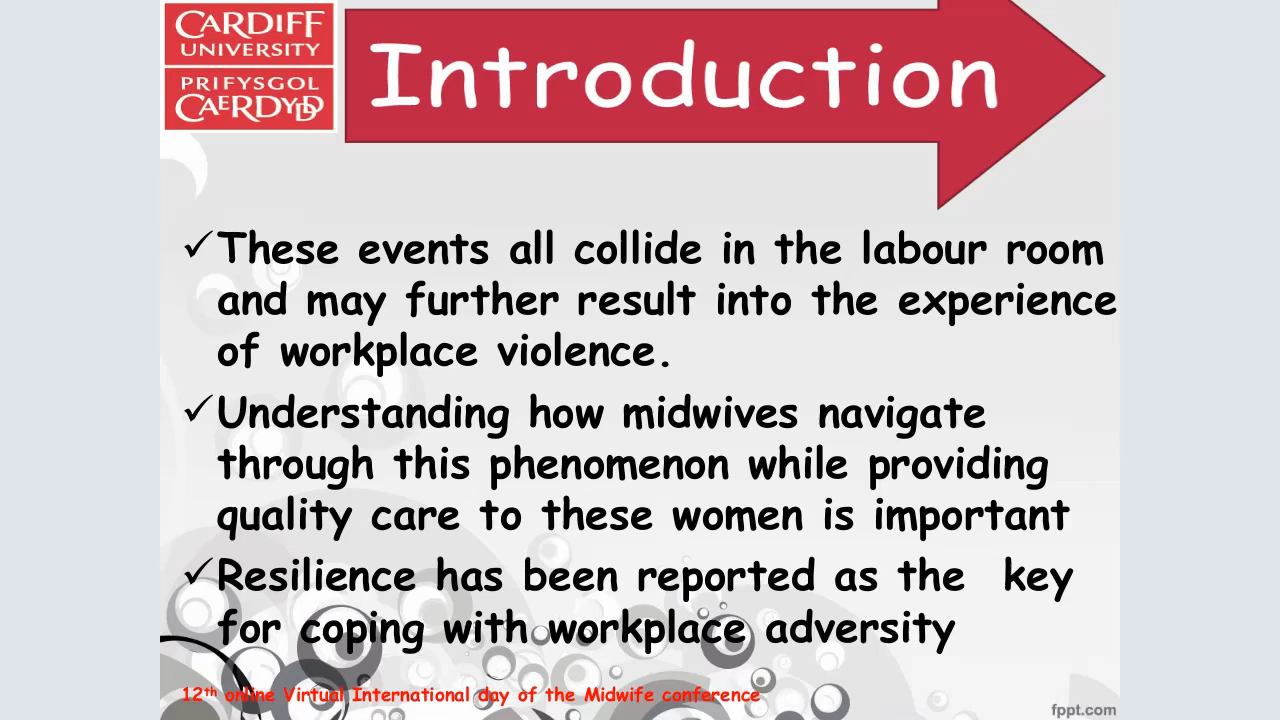 CARDIFF
UNIVERSITY
PRIFYSGOL
CAERDYDD
Introduction
✓These events all collide in the labour room
and may further result into the experience
of workplace violence.
✓Understanding how midwives navigate
through this phenomenon while providing
quality care to these women is important
✓Resilience has been reported as the  key
for coping with workplace adversity
12th online Virtual International day of the Midwife conference
fppt.com